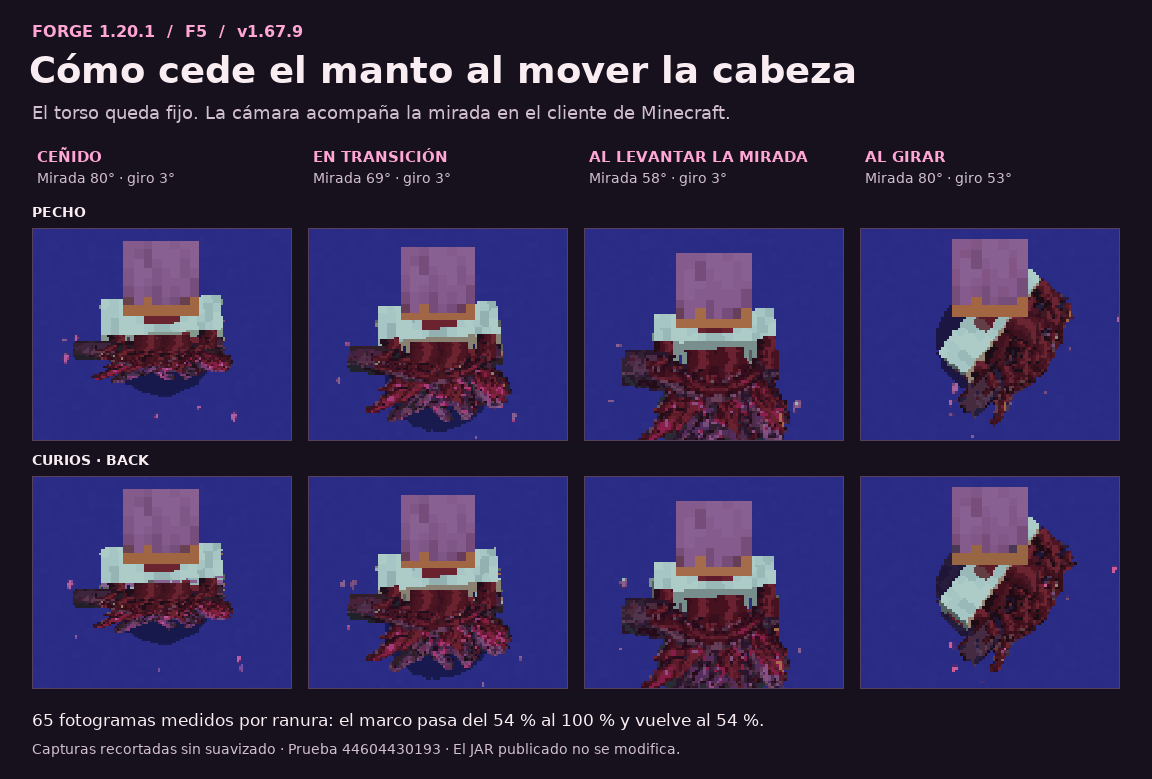 FORGE 1.20.1 / F5 / v1.67.9
Cómo cede el manto al mover la cabeza
El torso queda fijo. La cámara acompaña la mirada en el cliente de Minecraft.
CEÑIDO
Mirada 80° · giro 3°
EN TRANSICIÓN
Mirada 69° · giro 3°
AL LEVANTAR LA MIRADA
Mirada 58° · giro 3°
AL GIRAR
Mirada 80° · giro 53°
PECHO
CURIOS · BACK
65 fotogramas medidos por ranura: el marco pasa del 54 % al 100 % y vuelve al 54 %.
Capturas recortadas sin suavizado · Prueba 44604430193 · El JAR publicado no se modifica.